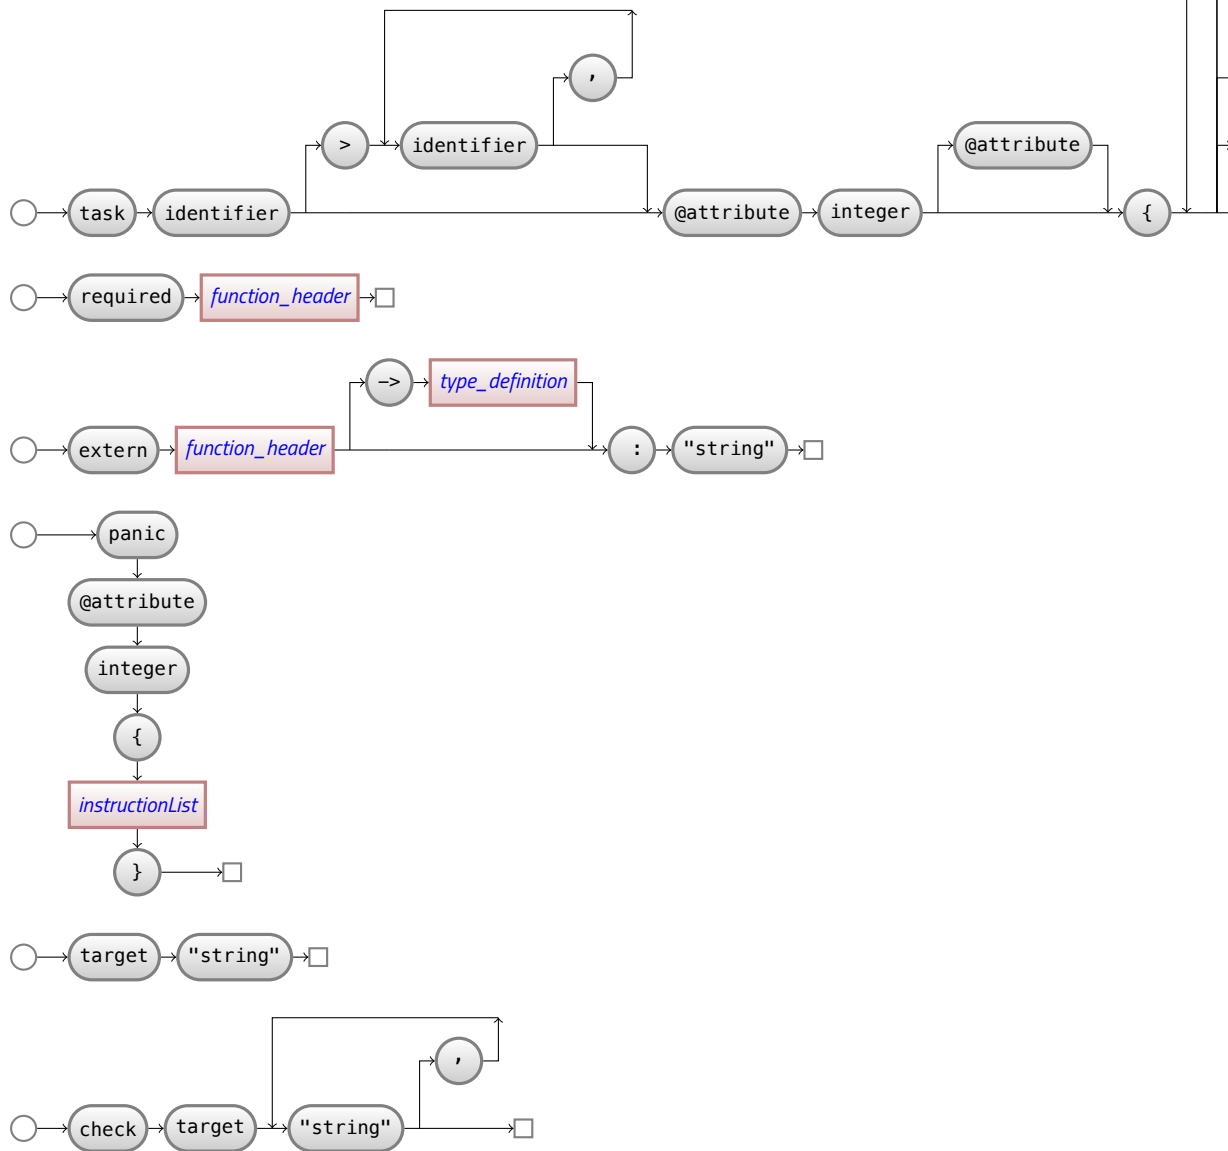 ,
> identifier @attribute
task identifier @attribute integer {
required function_header
-> type_definition
extern function_header : "string"
panic
@attribute
integer
{
instructionList
}
target "string"
,
check target "string"